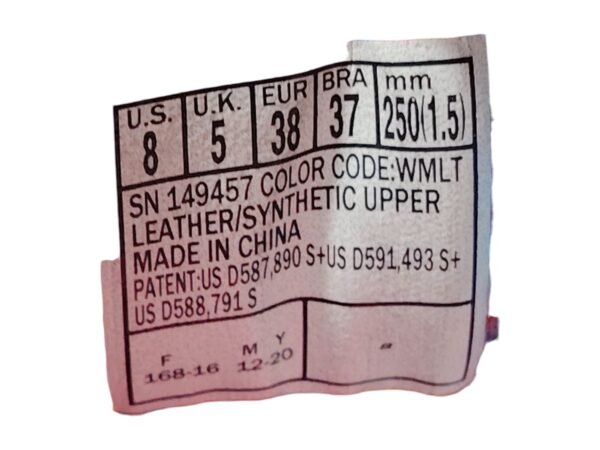 U.S. U.K. EUR BRA mm
8 5 38 37 250(1.5)
SN 149457 COLOR CODE:WMLT
LEATHER/SYNTHETIC UPPER
MADE IN CHINA
PATENT:US D587,890 S+US D591,493 S+
US D588,791 S
F M Y
168-16 12-20